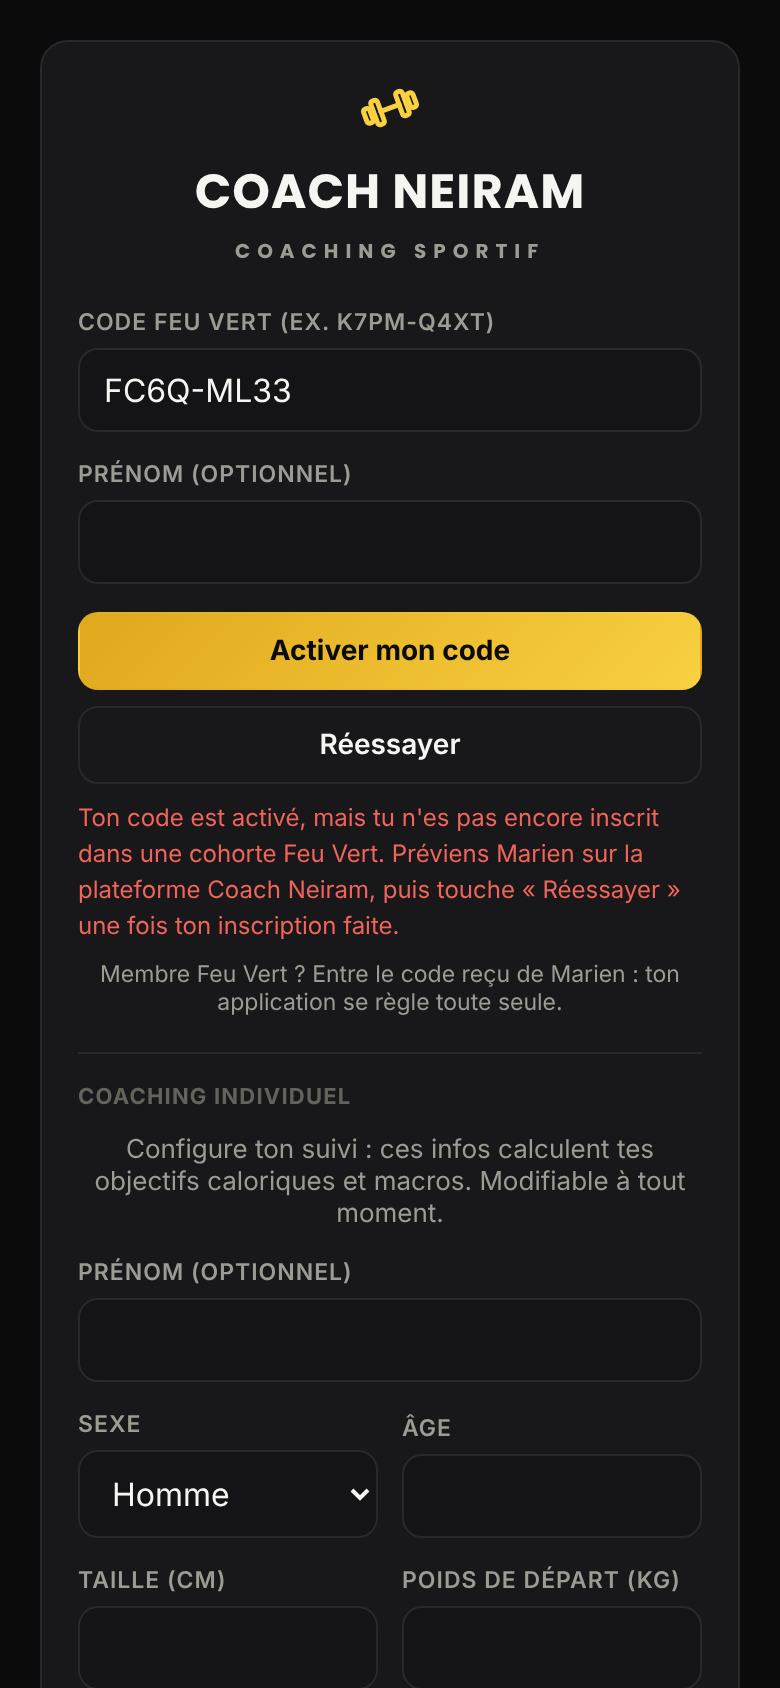 COACH NEIRAM
COACHING SPORTIF
CODE FEU VERT (EX. K7PM-Q4XT)
FC6Q-ML33
PRÉNOM (OPTIONNEL)
Activer mon code
Réessayer
Ton code est activé, mais tu n'es pas encore inscrit
dans une cohorte Feu Vert. Préviens Marien sur la
plateforme Coach Neiram, puis touche « Réessayer »
une fois ton inscription faite.
Membre Feu Vert ? Entre le code reçu de Marien : ton
application se règle toute seule.
COACHING INDIVIDUEL
Configure ton suivi : ces infos calculent tes
objectifs caloriques et macros. Modifiable à tout
moment.
PRÉNOM (OPTIONNEL)
SEXE
ÂGE
Homme
TAILLE (CM)
POIDS DE DÉPART (KG)